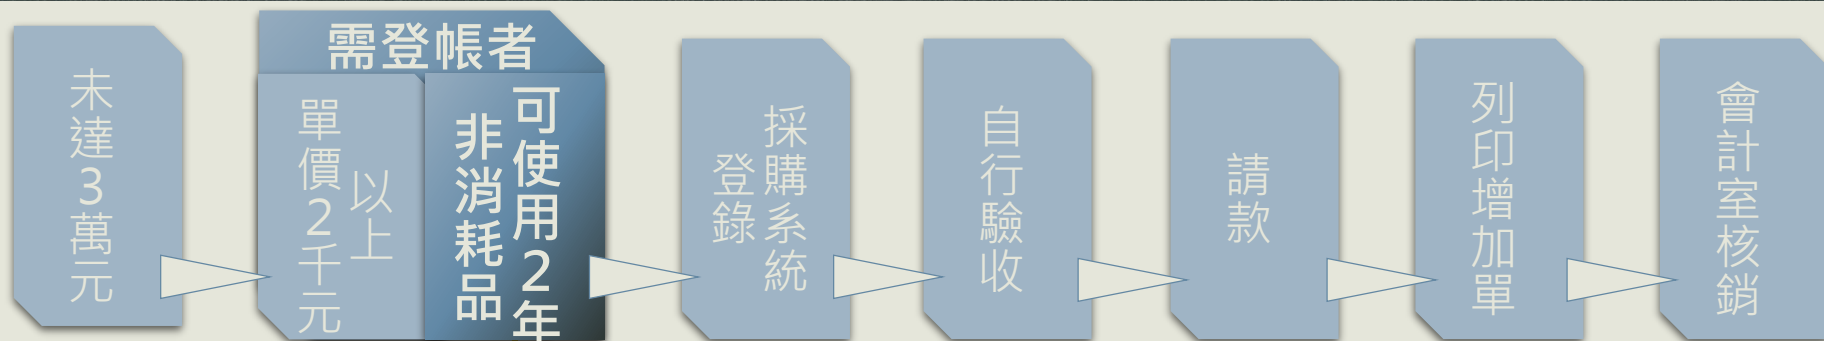 未達3萬元
需登帳者
單價2千元
以上
可使用2年
非消耗品
採購系統
登錄
自行驗收
請款
列印增加單
會計室核銷